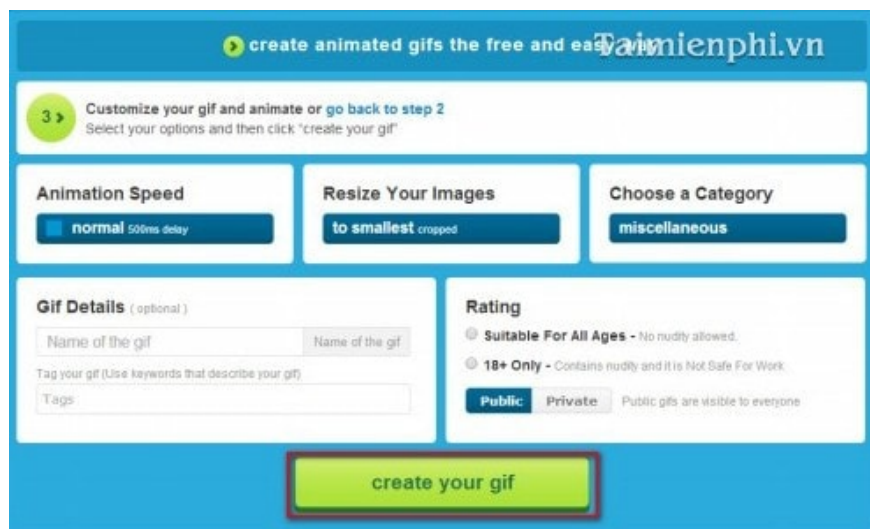 create animated gifs the free and easy way
Taimienphi.vn
3
Customize your gif and animate or go back to step 2
Select your options and then click "create your gif"
Animation Speed
normal 500ms delay
Resize Your Images
to smallest cropped
Choose a Category
miscellaneous
Gif Details ( optional )
Name of the gif
Name of the gif
Tag your gif (Use keywords that describe your gif)
Tags
Rating
Suitable For All Ages - No nudity allowed.
18+ Only - Contains nudity and it is Not Safe For Work.
Public Private Public gifs are visible to everyone
create your gif